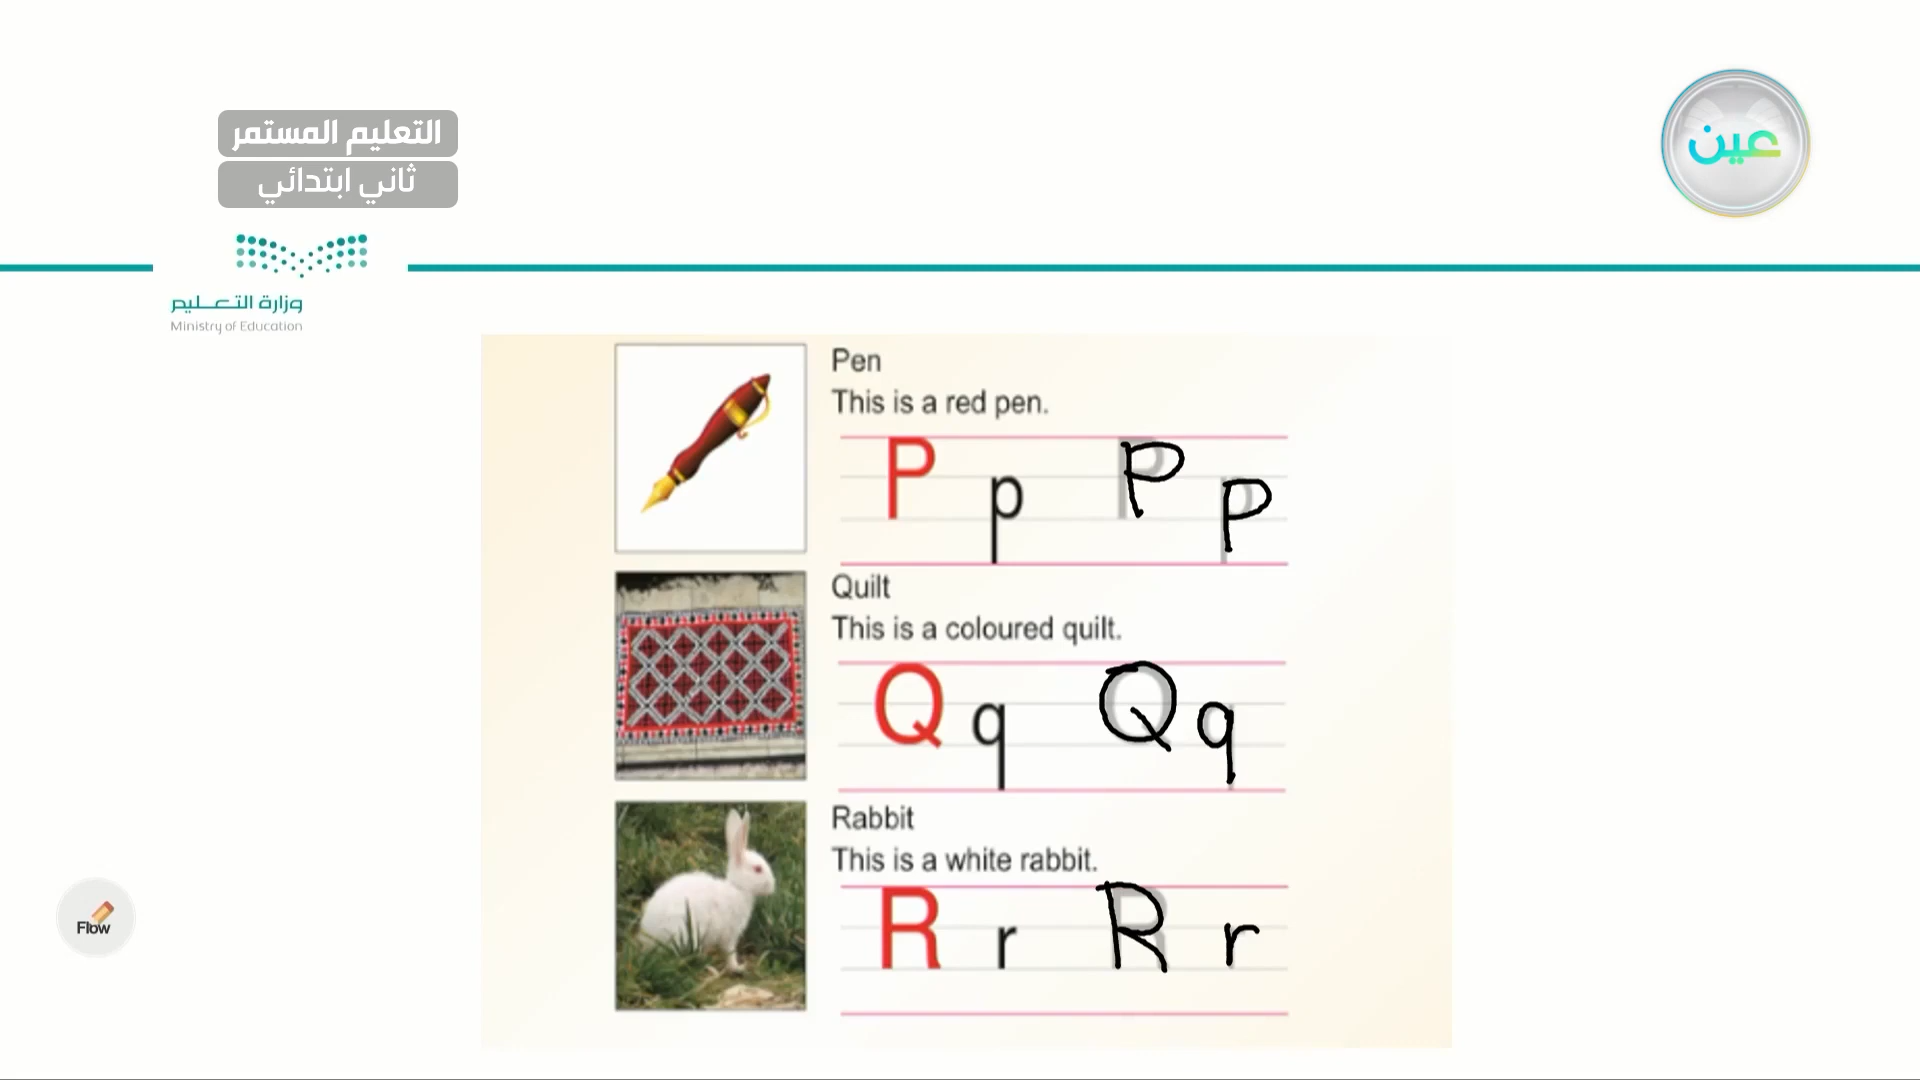 التعليم المستمر
ثاني ابتدائي
عين
وزارة التعليم
Ministry of Education
Pen
This is a red pen.
P p P p
Quilt
This is a coloured quilt.
Q q Q q
Rabbit
This is a white rabbit.
R r R r
Flow